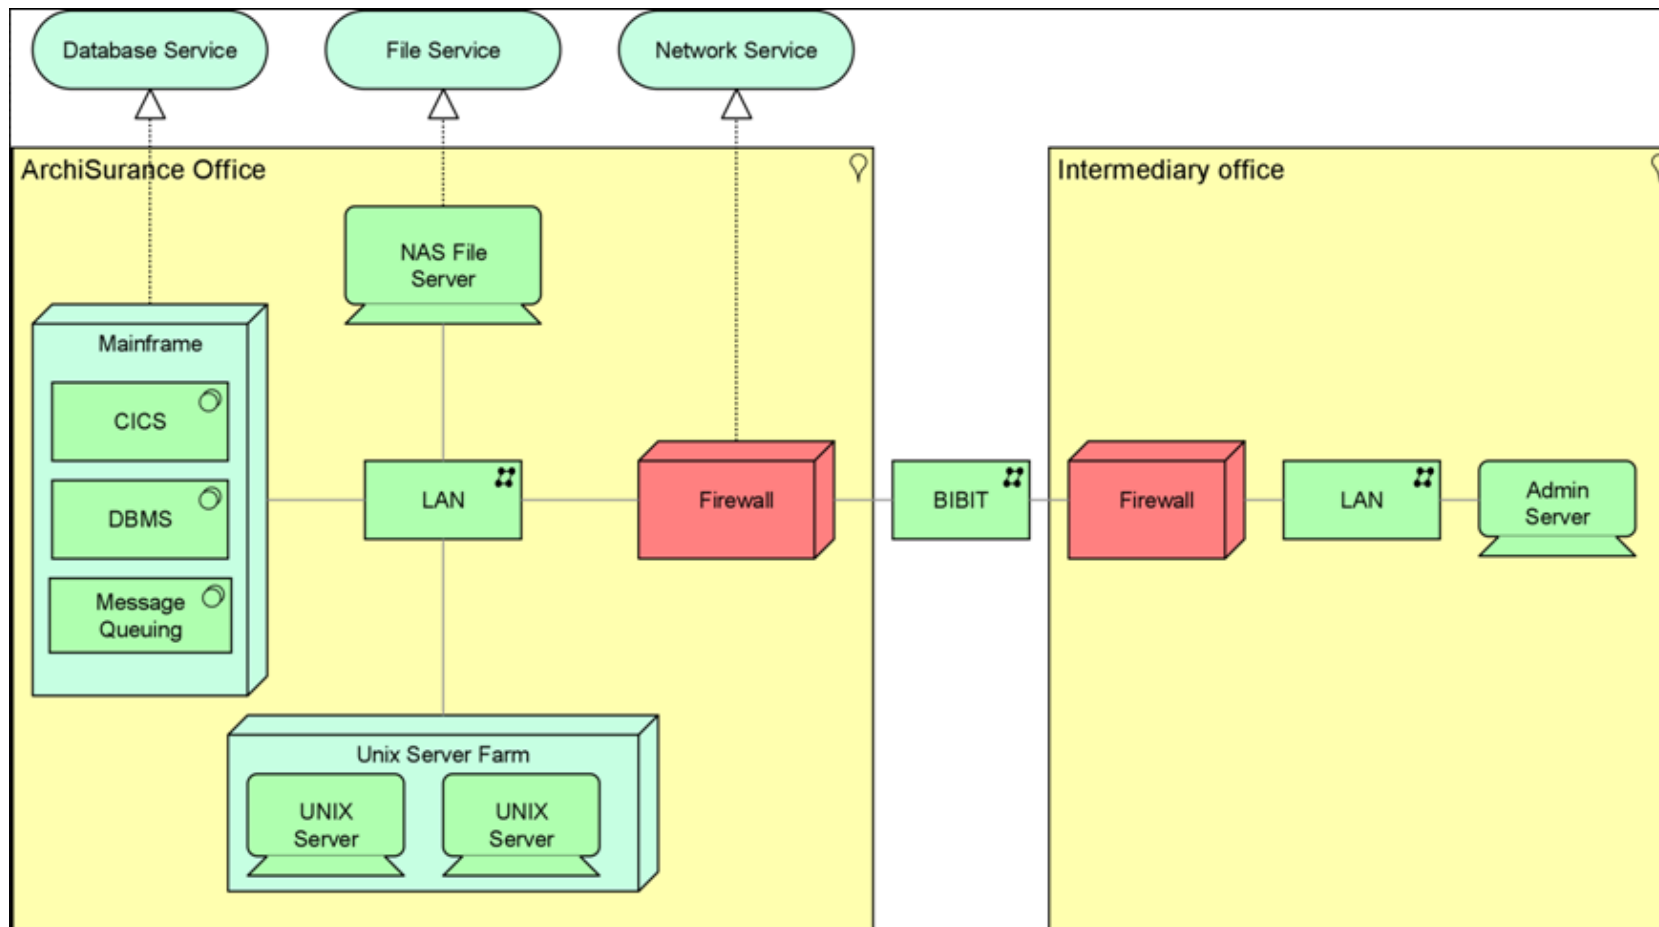 Database Service
File Service
Network Service
ArchiSurance Office
Intermediary office
NAS File
Server
Mainframe
CICS
DBMS
Message
Queuing
LAN
Firewall
BIBIT
Firewall
LAN
Admin
Server
Unix Server Farm
UNIX
Server
UNIX
Server